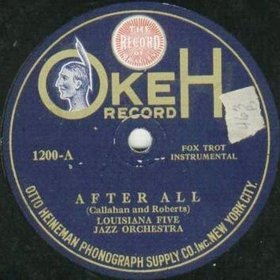 THE
RECORD
OKEH
RECORD
1200-A
FOX TROT
INSTRUMENTAL
AFTER ALL
(Callahan and Roberts)
LOUISIANA FIVE
JAZZ ORCHESTRA
OTTO HEINEMAN PHONOGRAPH SUPPLY CO., Inc. NEW YORK CITY.